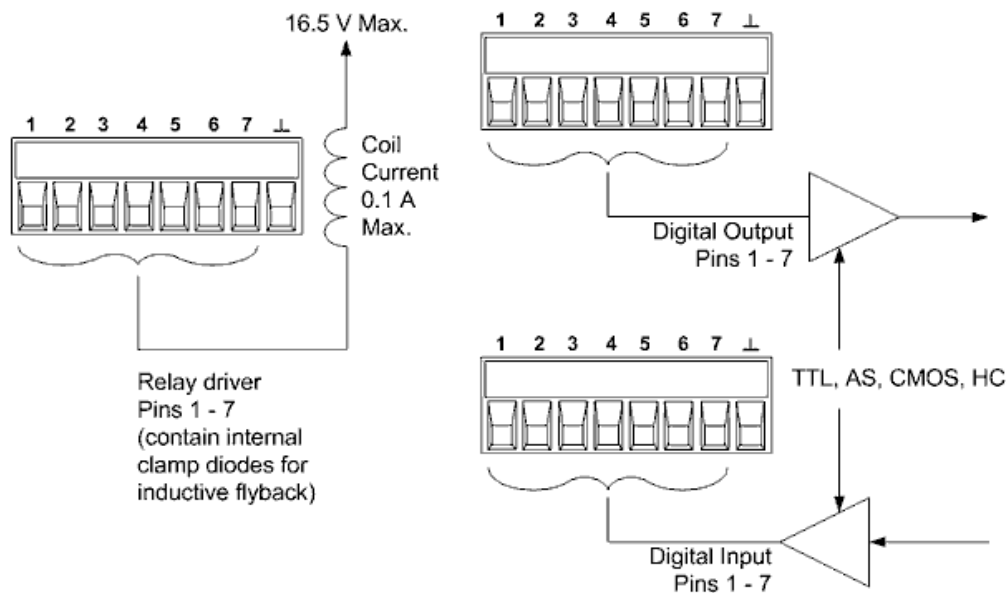 16.5 V Max.
1 2 3 4 5 6 7 ⊥
Coil
Current
0.1 A
Max.
Relay driver
Pins 1 - 7
(contain internal
clamp diodes for
inductive flyback)
1 2 3 4 5 6 7 ⊥
Digital Output
Pins 1 - 7
TTL, AS, CMOS, HC
1 2 3 4 5 6 7 ⊥
Digital Input
Pins 1 - 7